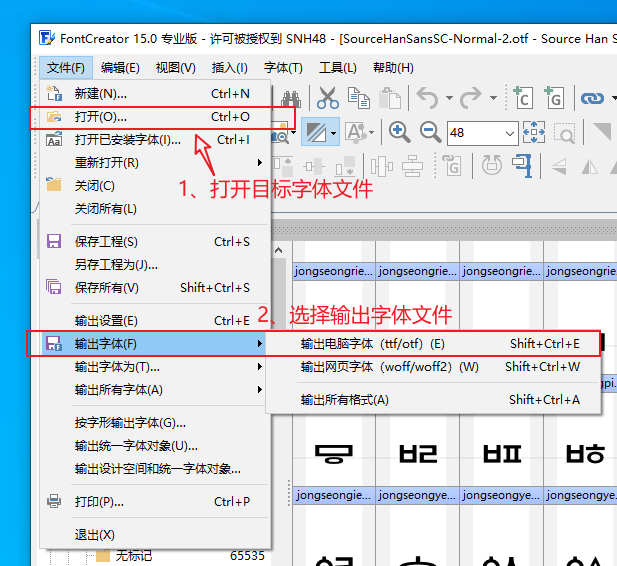 FontCreator 15.0 专业版 - 许可被授权到 SNH48 - [SourceHanSansSC-Normal-2.otf - Source Han S
文件(F) 编辑(E) 视图(V) 插入(I) 字体(T) 工具(L) 帮助(H)
新建(N)... Ctrl+N
打开(O)... Ctrl+O
打开已安装字体(I)... Ctrl+I
48
重新打开(R)
关闭(C)
1、打开目标字体文件
关闭所有(L)
保存工程(S) Ctrl+S
另存工程为(J)...
jongseongrie... jongseongrie... jongseongrie... jongseongrie
保存所有(V) Shift+Ctrl+S
2、选择输出字体文件
输出设置(E) Ctrl+E
输出字体(F)
输出电脑字体（ttf/otf）(E) Shift+Ctrl+E
输出字体为(T)...
输出网页字体（woff/woff2）(W) Shift+Ctrl+W
输出所有字体(A)
输出所有格式(A) Shift+Ctrl+A
按字形输出字体(G)...
输出统一字体对象(U)...
输出设计空间和统一字体对象...
jongseongie... jongseongye... jongseongye... jongseongye.
打印(P)... Ctrl+P
退出(X)
无标记 65535